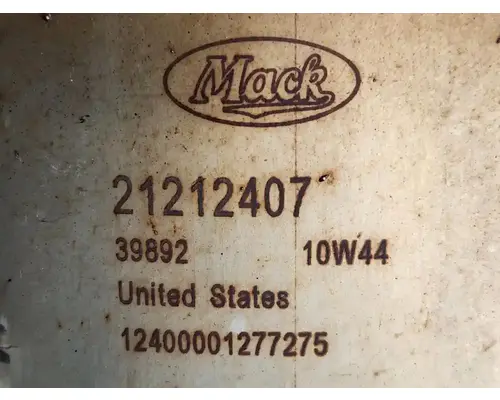 Mack
21212407
39892 10W44
United States
12400001277275